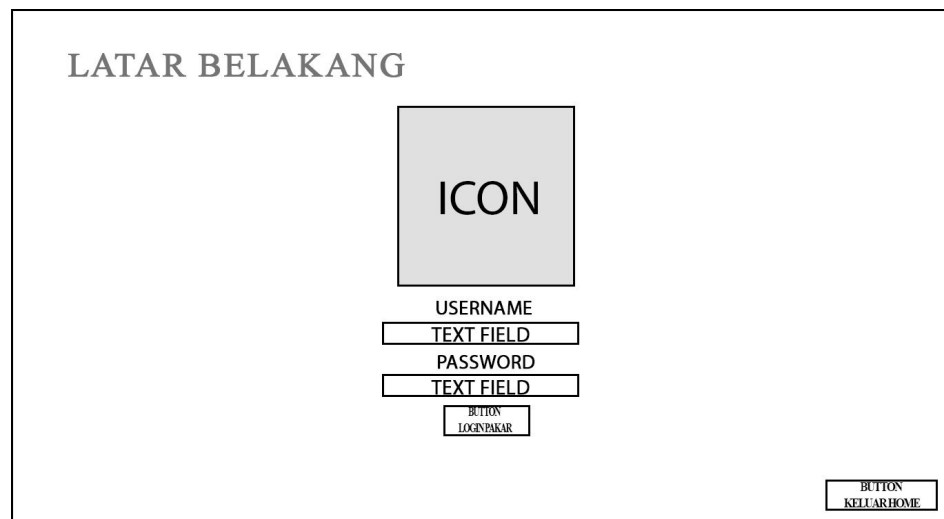 LATAR BELAKANG
ICON
USERNAME
TEXT FIELD
PASSWORD
TEXT FIELD
BUTTON
LOGIN PAKAR
BUTTON
KELUAR HOME